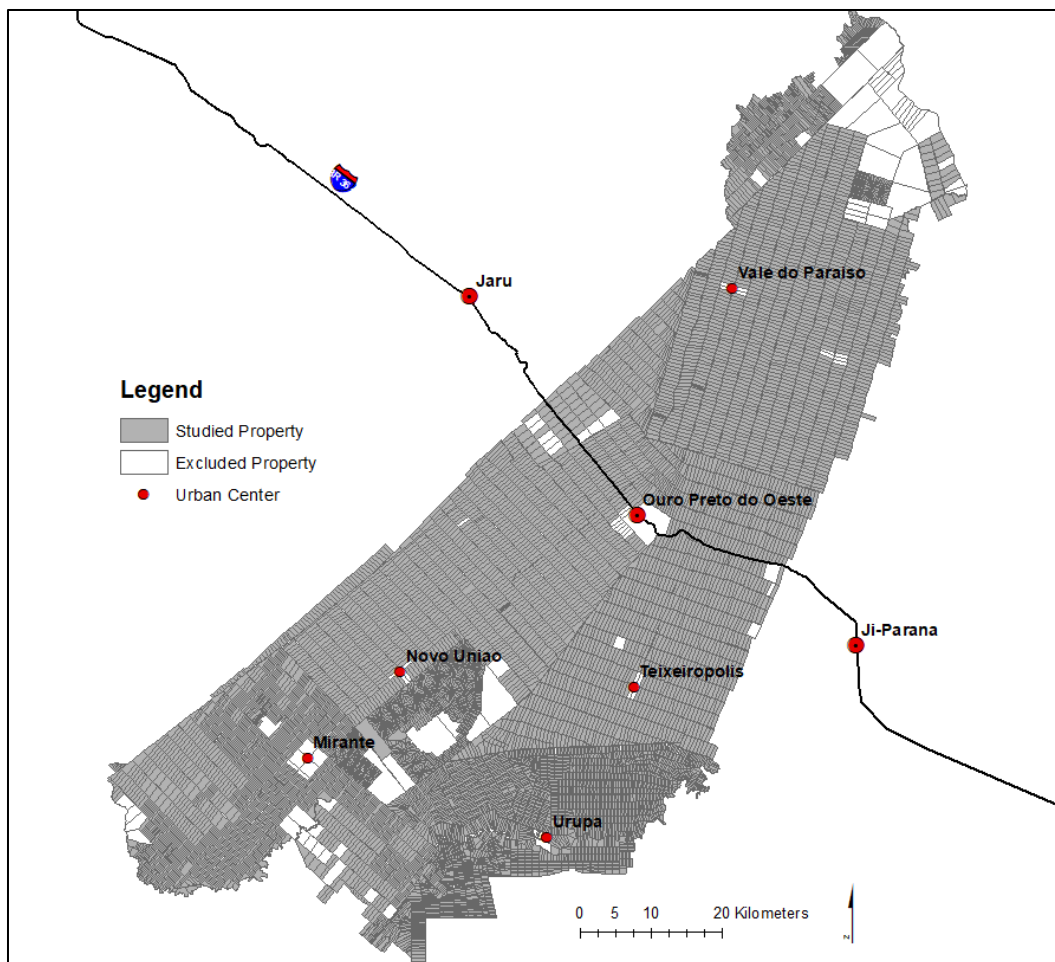 Vale do Paraiso
Jaru
Legend
Studied Property
Excluded Property
Urban Center
Ouro Preto do Oeste
Ji-Parana
Novo Uniao
Teixeiropolis
Mirante
Urupa
0 5 10 20 Kilometers